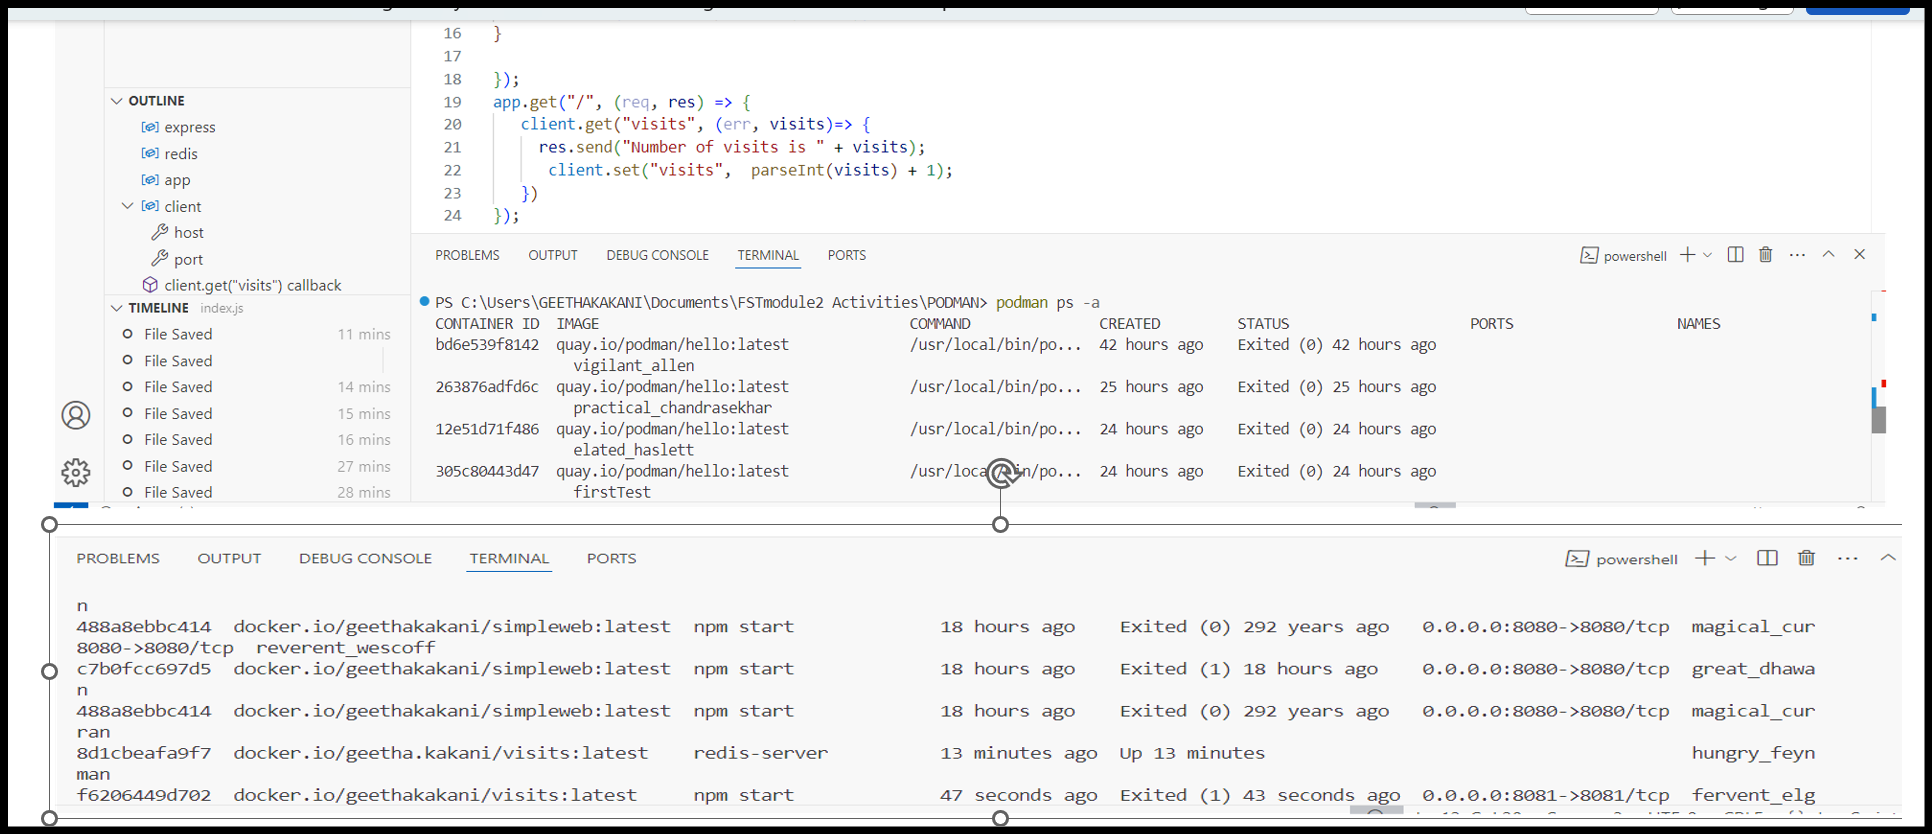 16 }
17
18 });
19 app.get("/", (req, res) => {
20 client.get("visits", (err, visits)=> {
21 res.send("Number of visits is " + visits);
22 client.set("visits",  parseInt(visits) + 1);
23 })
24 });
OUTLINE
express
redis
app
client
host
port
client.get("visits") callback
TIMELINE index.js
File Saved 11 mins
File Saved
File Saved 14 mins
File Saved 15 mins
File Saved 16 mins
File Saved 27 mins
File Saved 28 mins
PROBLEMS OUTPUT DEBUG CONSOLE TERMINAL PORTS powershell
PS C:\Users\GEETHAKAKANI\Documents\FSTmodule2 Activities\PODMAN> podman ps -a
CONTAINER ID IMAGE COMMAND CREATED STATUS PORTS NAMES
bd6e539f8142 quay.io/podman/hello:latest /usr/local/bin/po... 42 hours ago Exited (0) 42 hours ago
vigilant_allen
263876adfd6c quay.io/podman/hello:latest /usr/local/bin/po... 25 hours ago Exited (0) 25 hours ago
practical_chandrasekhar
12e51d71f486 quay.io/podman/hello:latest /usr/local/bin/po... 24 hours ago Exited (0) 24 hours ago
elated_haslett
305c80443d47 quay.io/podman/hello:latest /usr/local/bin/po... 24 hours ago Exited (0) 24 hours ago
firstTest
PROBLEMS OUTPUT DEBUG CONSOLE TERMINAL PORTS powershell
n
488a8ebbc414 docker.io/geethakakani/simpleweb:latest npm start 18 hours ago Exited (0) 292 years ago 0.0.0.0:8080->8080/tcp magical_cur
8080->8080/tcp reverent_wescoff
c7b0fcc697d5 docker.io/geethakakani/simpleweb:latest npm start 18 hours ago Exited (1) 18 hours ago 0.0.0.0:8080->8080/tcp great_dhawa
n
488a8ebbc414 docker.io/geethakakani/simpleweb:latest npm start 18 hours ago Exited (0) 292 years ago 0.0.0.0:8080->8080/tcp magical_cur
ran
8d1cbeafa9f7 docker.io/geetha.kakani/visits:latest redis-server 13 minutes ago Up 13 minutes hungry_feyn
man
f6206449d702 docker.io/geethakakani/visits:latest npm start 47 seconds ago Exited (1) 43 seconds ago 0.0.0.0:8081->8081/tcp fervent_elg